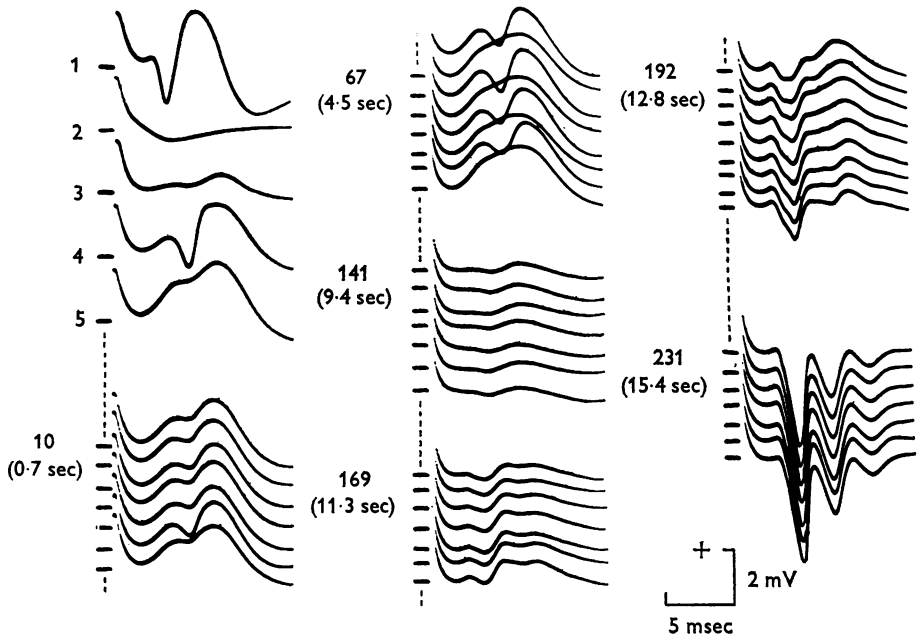 1
2
3
4
5
10
(0·7 sec)
67
(4·5 sec)
141
(9·4 sec)
169
(11·3 sec)
192
(12·8 sec)
231
(15·4 sec)
+
2 mV
5 msec